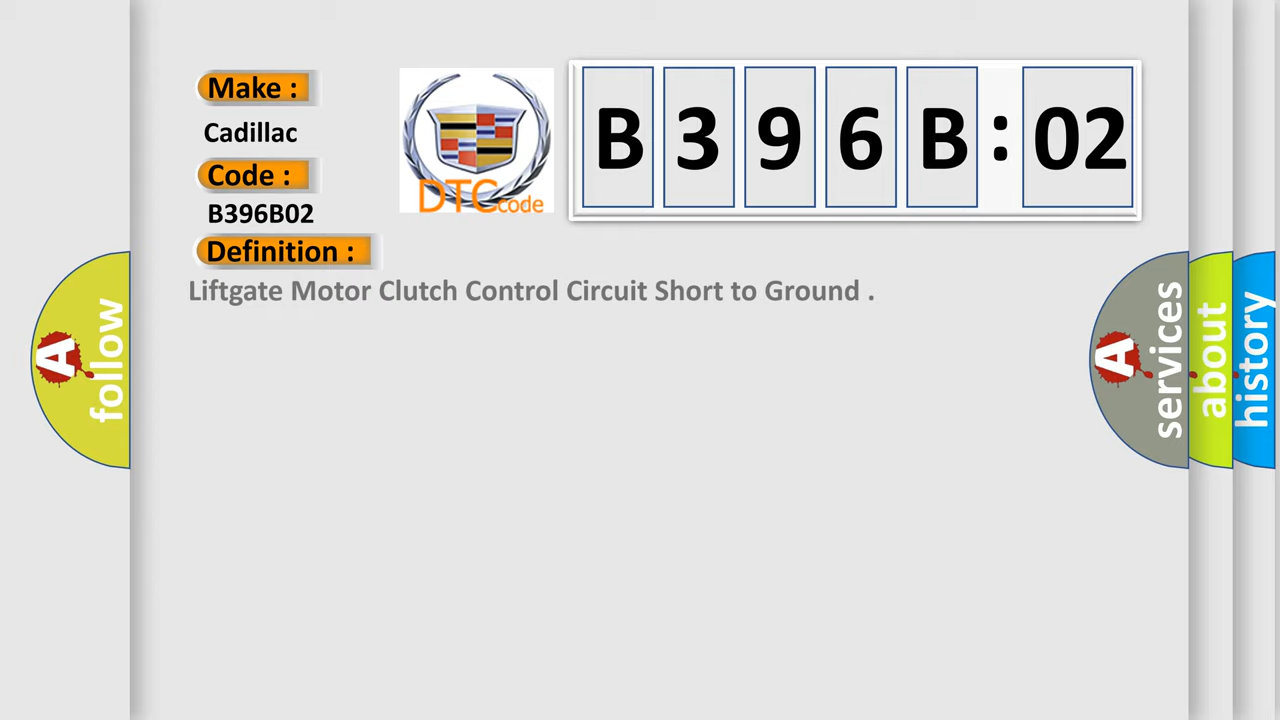 Make :
Cadillac
Code :
B396B02
Definition :
Liftgate Motor Clutch Control Circuit Short to Ground .
DTC code
B 3 9 6 B : 02
A follow
A services
about
history